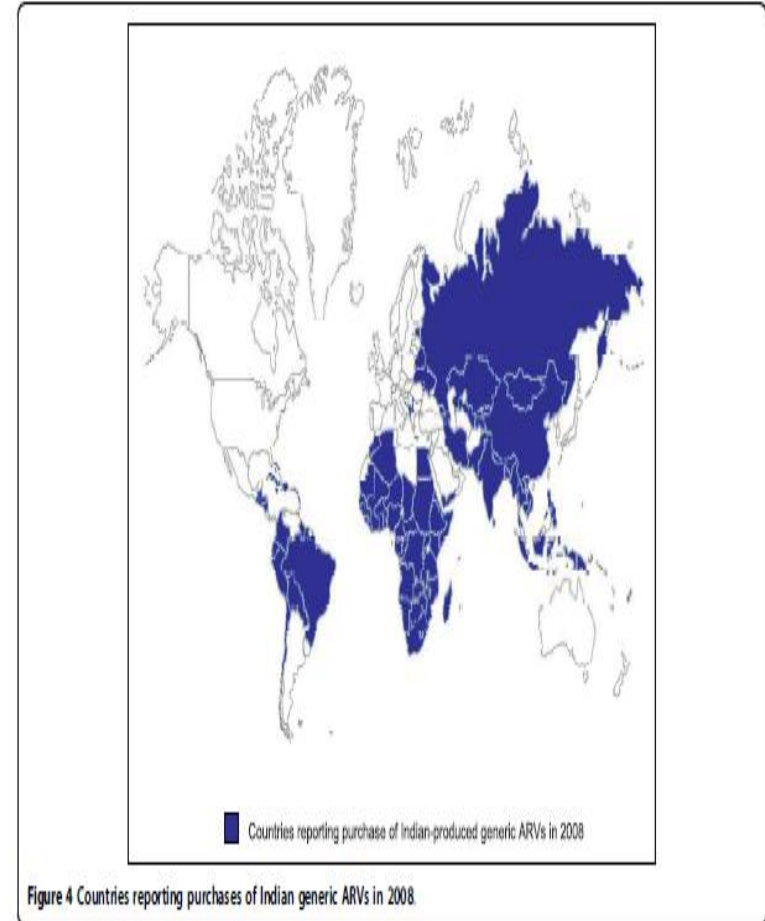 Countries reporting purchase of Indian-produced generic ARVs in 2008
Figure 4 Countries reporting purchases of Indian generic ARVs in 2008.